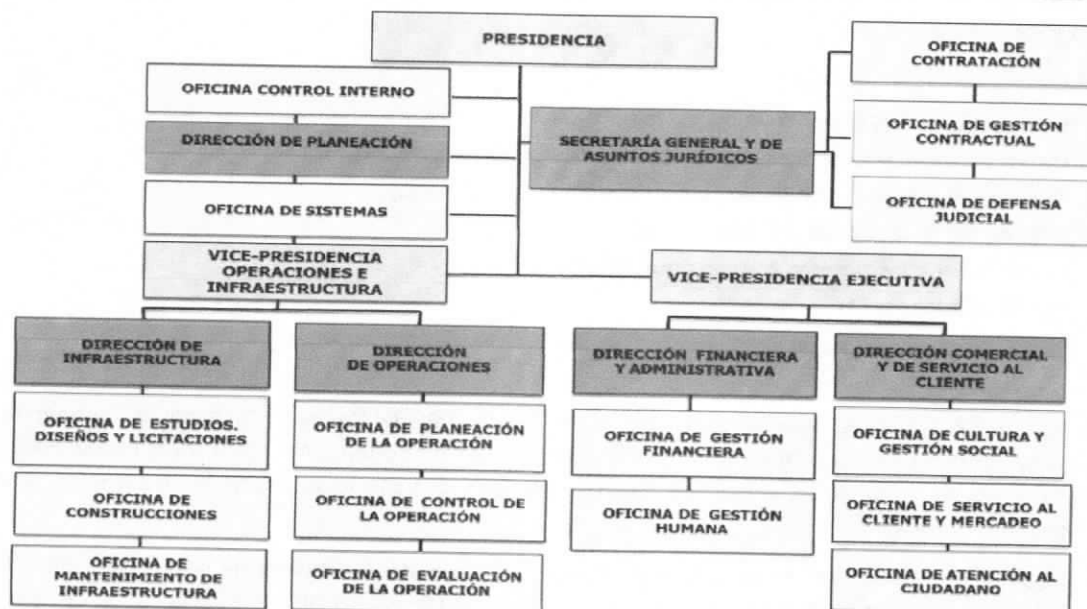 PRESIDENCIA
OFICINA DE
CONTRATACIÓN
OFICINA CONTROL INTERNO
DIRECCIÓN DE PLANEACIÓN
SECRETARÍA GENERAL Y DE
ASUNTOS JURÍDICOS
OFICINA DE GESTIÓN
CONTRACTUAL
OFICINA DE SISTEMAS
OFICINA DE DEFENSA
JUDICIAL
VICE-PRESIDENCIA
OPERACIONES E
INFRAESTRUCTURA
VICE-PRESIDENCIA EJECUTIVA
DIRECCIÓN DE
INFRAESTRUCTURA
DIRECCIÓN
DE OPERACIONES
DIRECCIÓN FINANCIERA
Y ADMINISTRATIVA
DIRECCIÓN COMERCIAL
Y DE SERVICIO AL
CLIENTE
OFICINA DE ESTUDIOS.
DISEÑOS Y LICITACIONES
OFICINA DE PLANEACIÓN
DE LA OPERACIÓN
OFICINA DE GESTIÓN
FINANCIERA
OFICINA DE CULTURA Y
GESTIÓN SOCIAL
OFICINA DE
CONSTRUCCIONES
OFICINA DE CONTROL DE
LA OPERACIÓN
OFICINA DE GESTIÓN
HUMANA
OFICINA DE SERVICIO AL
CLIENTE Y MERCADEO
OFICINA DE
MANTENIMIENTO DE
INFRAESTRUCTURA
OFICINA DE EVALUACIÓN
DE LA OPERACIÓN
OFICINA DE ATENCIÓN AL
CIUDADANO